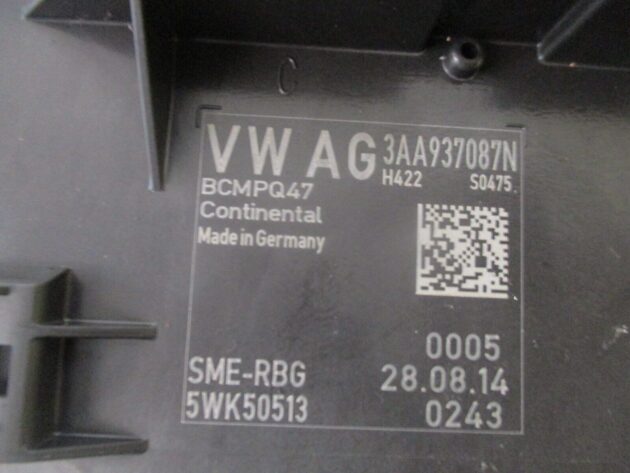 C
VW AG 3AA937087N
BCMPQ47 H422 S0475
Continental
Made in Germany
0005
SME-RBG 28.08.14
5WK50513 0243